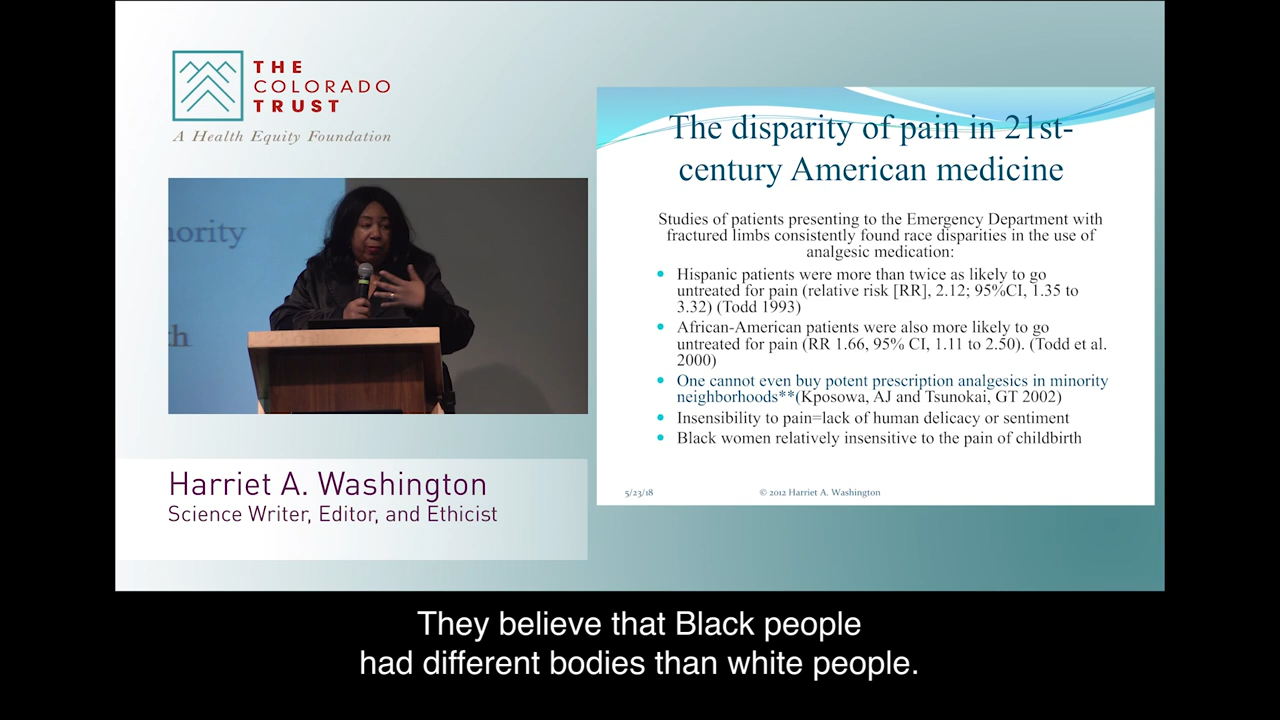 THE
COLORADO
TRUST
A Health Equity Foundation
nority
th
Harriet A. Washington
Science Writer, Editor, and Ethicist
The disparity of pain in 21st-
century American medicine
Studies of patients presenting to the Emergency Department with
fractured limbs consistently found race disparities in the use of
analgesic medication:
• Hispanic patients were more than twice as likely to go
untreated for pain (relative risk [RR], 2.12; 95%CI, 1.35 to
3.32) (Todd 1993)
• African-American patients were also more likely to go
untreated for pain (RR 1.66, 95% CI, 1.11 to 2.50). (Todd et al.
2000)
• One cannot even buy potent prescription analgesics in minority
neighborhoods**(Kposowa, AJ and Tsunokai, GT 2002)
• Insensibility to pain=lack of human delicacy or sentiment
• Black women relatively insensitive to the pain of childbirth
5/23/18 © 2012 Harriet A. Washington
They believe that Black people
had different bodies than white people.